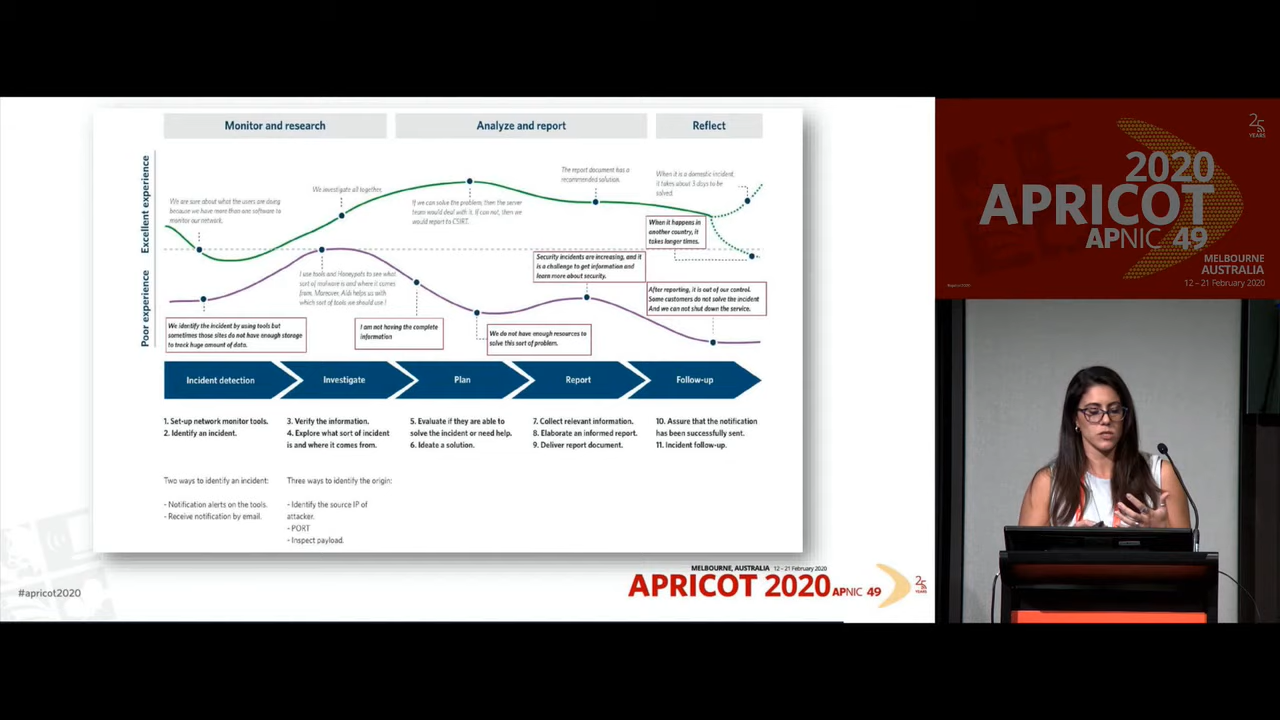 Monitor and research
Analyze and report
Reflect
Excellent experience
Poor experience
We are sure about what the users are doing
because we have more than one software to
monitor our network.
We investigate all together.
If we can solve the problem, then the server
team would deal with it. If can not, then we
would report to CSIRT.
The report document has a
recommended solution.
When it is a domestic incident,
it takes about 3 days to be
solved.
When it happens in
another country, it
takes larger times.
We identify the incident by using tools but
sometimes those sites do not have enough storage
to track huge amount of data.
I use tools and Honeypots to see what
sort of malware is and where it comes
from. Moreover,
helps us with
which sort of tools we should use !
I am not having the complete
information
We do not have enough resources to
solve this sort of problem.
Security incidents are increasing, and it
is a challenge to get information and
learn more about security.
After reporting, it is out of our control.
Some customers do not solve the incident
And we can not shut down the service.
Incident detection
Investigate
Plan
Report
Follow-up
1. Set-up network monitor tools.
2. Identify an incident.
3. Verify the information.
4. Explore what sort of incident
is and where it comes from.
5. Evaluate if they are able to
solve the incident or need help.
6. Ideate a solution.
7. Collect relevant information.
8. Elaborate an informed report.
9. Deliver report document.
10. Assure that the notification
has been successfully sent.
11. Incident follow-up.
Two ways to identify an incident:
- Notification alerts on the tools.
- Receive notification by email.
Three ways to identify the origin:
- Identify the source IP of
attacker.
- PORT
- Inspect payload.
#apricot2020
MELBOURNE, AUSTRALIA 12 – 21 February 2020
APRICOT 2020 APNIC 49
25
YEARS
25
YEARS
2020
APRICOT
APNIC 49
MELBOURNE
AUSTRALIA
12 – 21 February 2020
#apricot2020